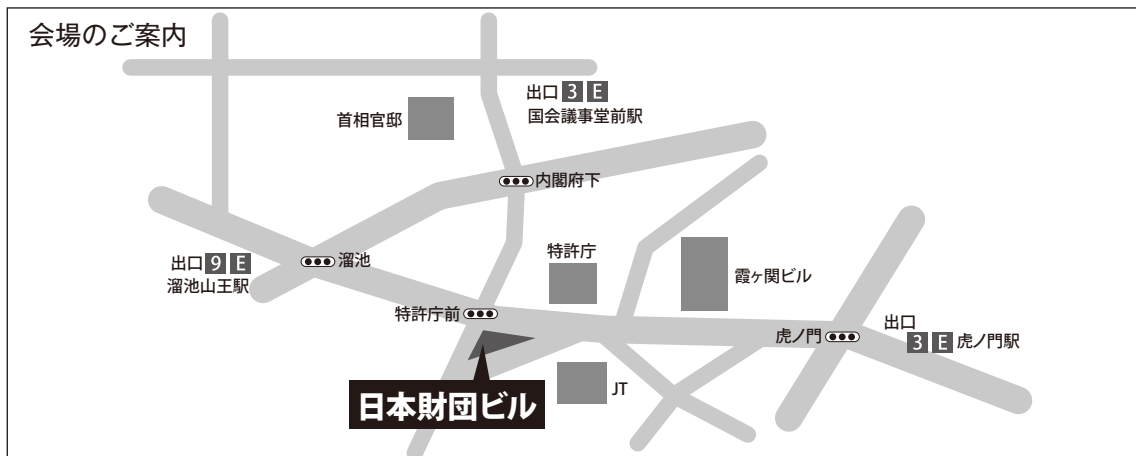 会場のご案内
出口 3 E
国会議事堂前駅
首相官邸
内閣府下
出口 9 E
溜池山王駅
溜池
特許庁
霞ヶ関ビル
特許庁前
虎ノ門
出口
3 E 虎ノ門駅
日本財団ビル
JT